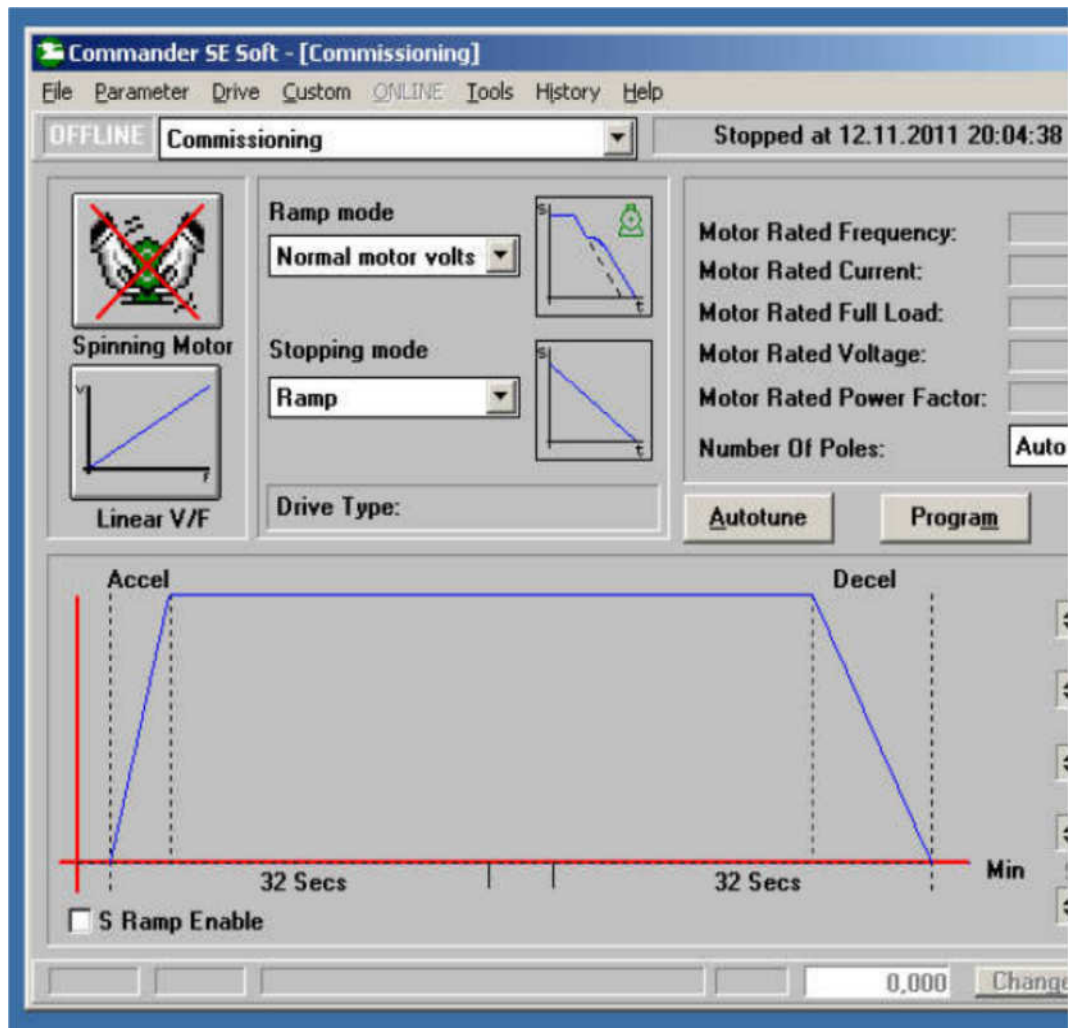 Commander SE Soft - [Commissioning]
File Parameter Drive Custom ONLINE Tools History Help
OFFLINE Commissioning Stopped at 12.11.2011 20:04:38
Ramp mode
Normal motor volts
S
t
Spinning Motor
Stopping mode
Ramp
S
t
V
F
Linear V/F
Drive Type:
Motor Rated Frequency:
Motor Rated Current:
Motor Rated Full Load:
Motor Rated Voltage:
Motor Rated Power Factor:
Number Of Poles: Auto
Autotune Program
Accel Decel
32 Secs 32 Secs Min
S Ramp Enable
0,000 Change